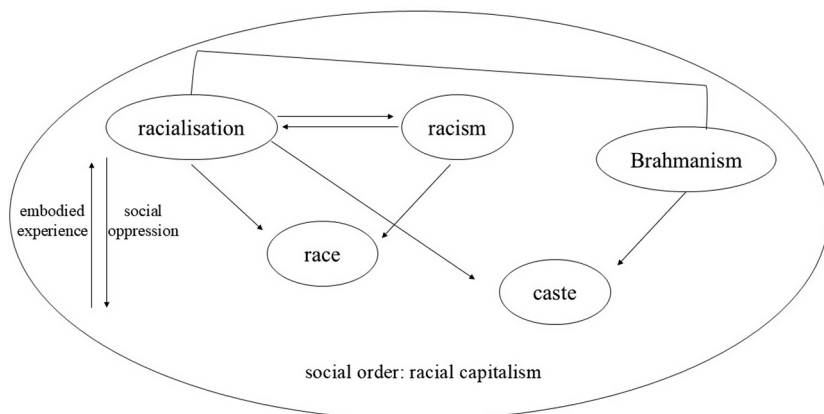 racialisation
racism
Brahmanism
embodied
experience
social
oppression
race
caste
social order: racial capitalism